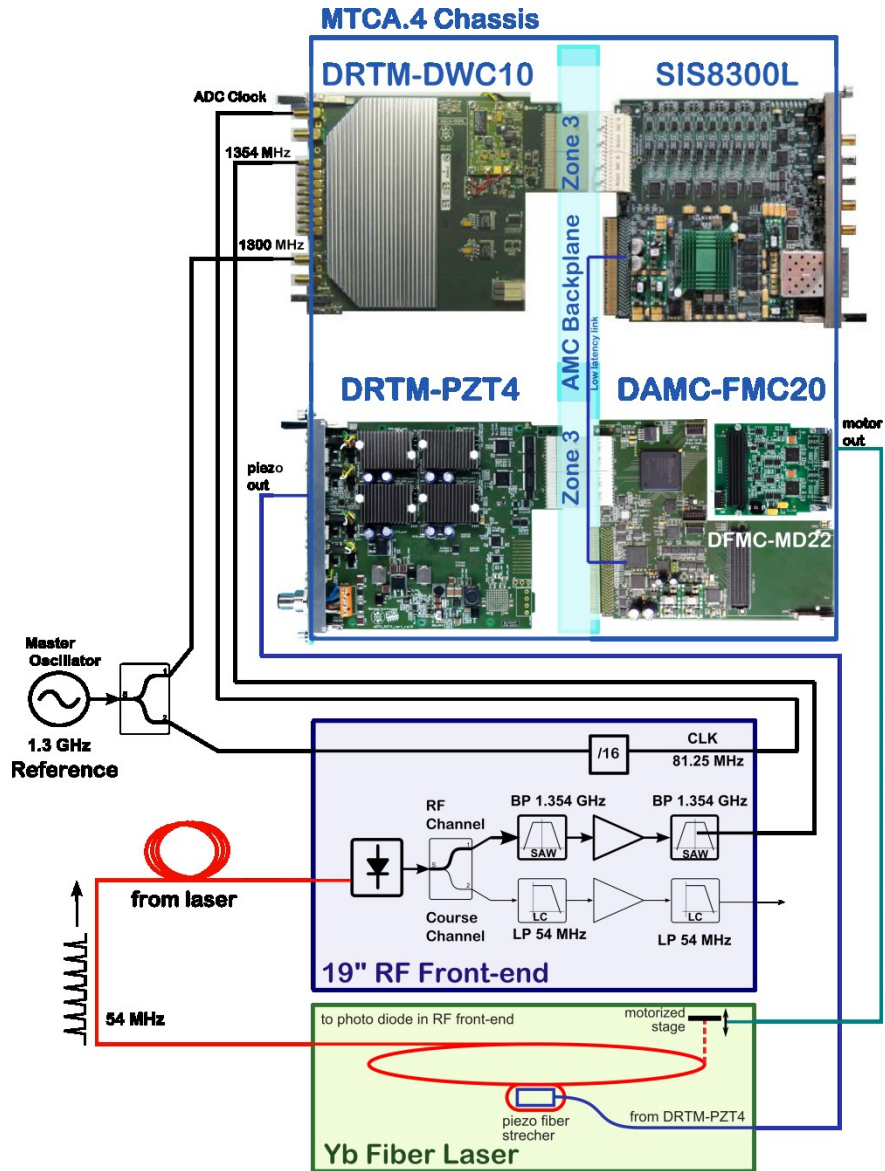 MTCA.4 Chassis
DRTM-DWC10
SIS8300L
ADC Clock
1354 MHz
1300 MHz
Zone 3
AMC Backplane
Low latency link
Zone 3
DRTM-PZT4
DAMC-FMC20
piezo
out
motor
out
DFMC-MD22
Master
Oscillator
1.3 GHz
Reference
S
1
2
/16
CLK
81.25 MHz
RF
Channel
BP 1.354 GHz
BP 1.354 GHz
S
1
2
SAW
SAW
from laser
Course
Channel
LC
LC
LP 54 MHz
LP 54 MHz
19" RF Front-end
54 MHz
to photo diode in RF front-end
motorized
stage
piezo fiber
strecher
from DRTM-PZT4
Yb Fiber Laser